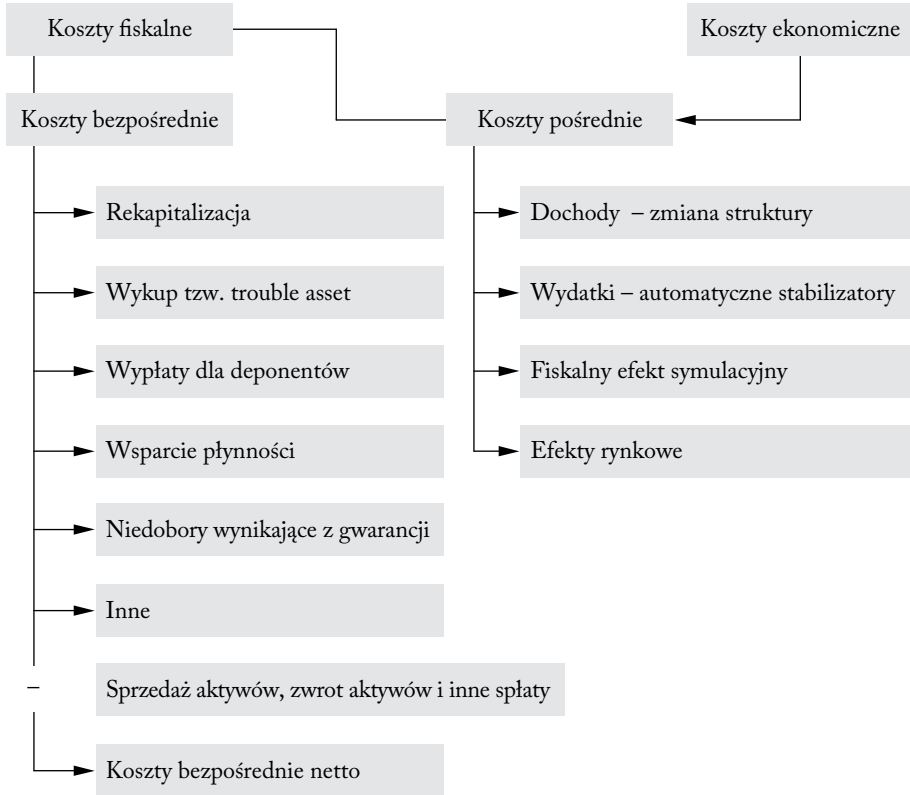 Koszty fiskalne
Koszty ekonomiczne
Koszty bezpośrednie
Koszty pośrednie
Rekapitalizacja
Dochody – zmiana struktury
Wykup tzw. trouble asset
Wydatki – automatyczne stabilizatory
Wypłaty dla deponentów
Fiskalny efekt symulacyjny
Wsparcie płynności
Efekty rynkowe
Niedobory wynikające z gwarancji
Inne
– Sprzedaż aktywów, zwrot aktywów i inne spłaty
Koszty bezpośrednie netto